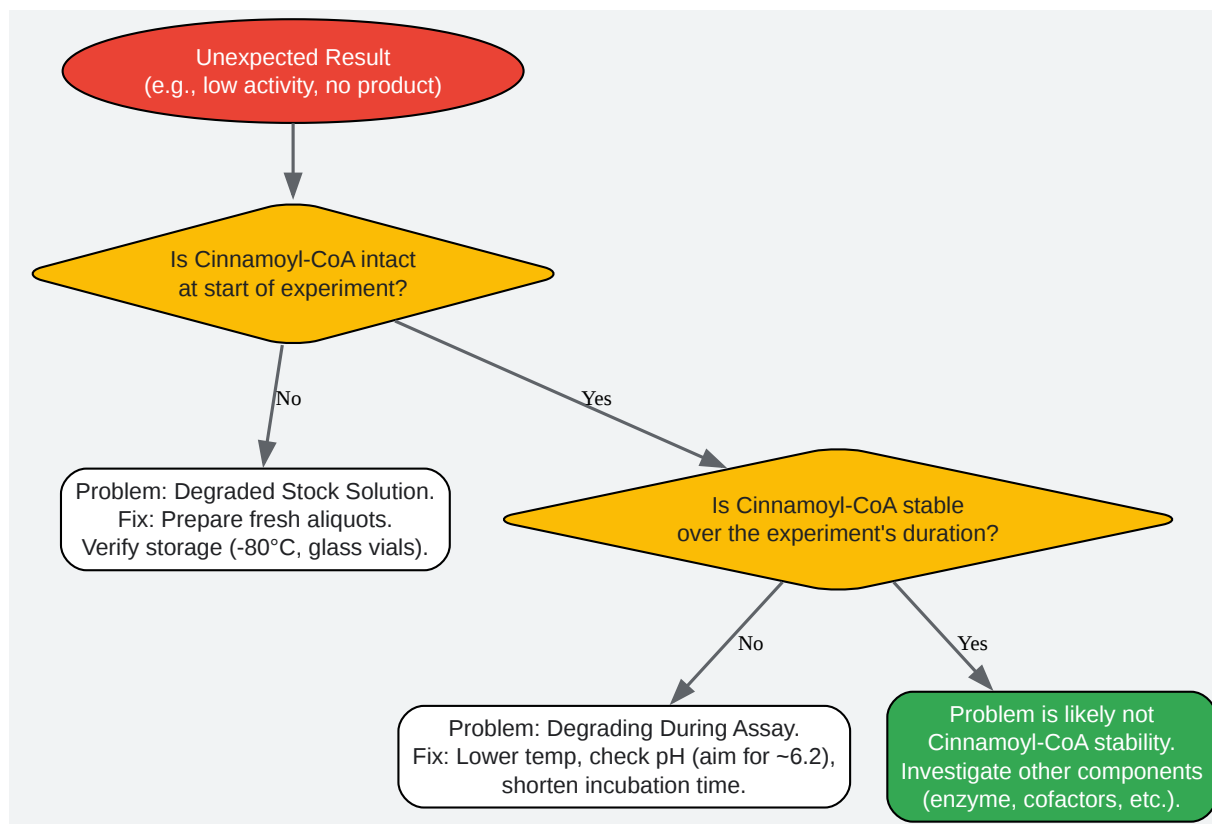 Unexpected Result
(e.g., low activity, no product)
Is Cinnamoyl-CoA intact
at start of experiment?
No
Yes
Problem: Degraded Stock Solution.
Fix: Prepare fresh aliquots.
Verify storage (-80°C, glass vials).
Is Cinnamoyl-CoA stable
over the experiment's duration?
No
Yes
Problem: Degrading During Assay.
Fix: Lower temp, check pH (aim for ~6.2),
shorten incubation time.
Problem is likely not
Cinnamoyl-CoA stability.
Investigate other components
(enzyme, cofactors, etc.).